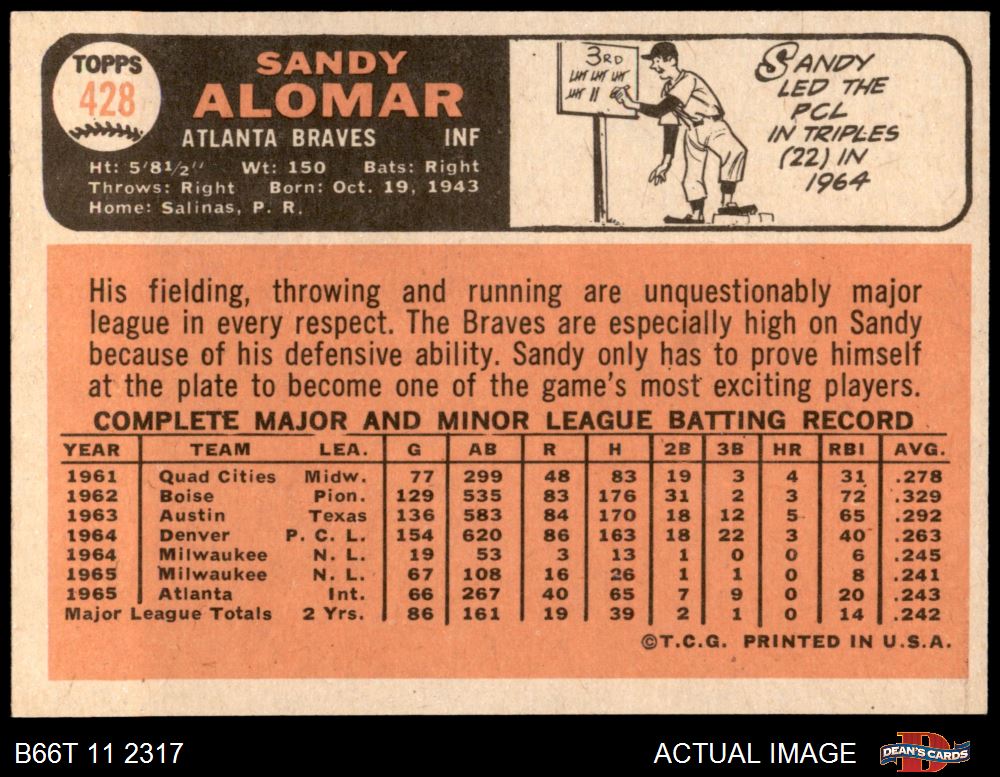 TOPPS
428
SANDY
ALOMAR
ATLANTA BRAVES INF
Ht: 5'8½" Wt: 150 Bats: Right
Throws: Right Born: Oct. 19, 1943
Home: Salinas, P. R.
3RD
SANDY
LED THE
PCL
IN TRIPLES
(22) IN
1964
His fielding, throwing and running are unquestionably major
league in every respect. The Braves are especially high on Sandy
because of his defensive ability. Sandy only has to prove himself
at the plate to become one of the game's most exciting players.
COMPLETE MAJOR AND MINOR LEAGUE BATTING RECORD
YEAR TEAM LEA. G AB R H 2B 3B HR RBI AVG.
1961 Quad Cities Midw. 77 299 48 83 19 3 4 31 .278
1962 Boise Pion. 129 535 83 176 31 2 3 72 .329
1963 Austin Texas 136 583 84 170 18 12 5 65 .292
1964 Denver P. C. L. 154 620 86 163 18 22 3 40 .263
1964 Milwaukee N. L. 19 53 3 13 1 0 0 6 .245
1965 Milwaukee N. L. 67 108 16 26 1 1 0 8 .241
1965 Atlanta Int. 66 267 40 65 7 9 0 20 .243
Major League Totals 2 Yrs. 86 161 19 39 2 1 0 14 .242
©T.C.G. PRINTED IN U.S.A.
B66T 11 2317 ACTUAL IMAGE DEAN'S CARDS